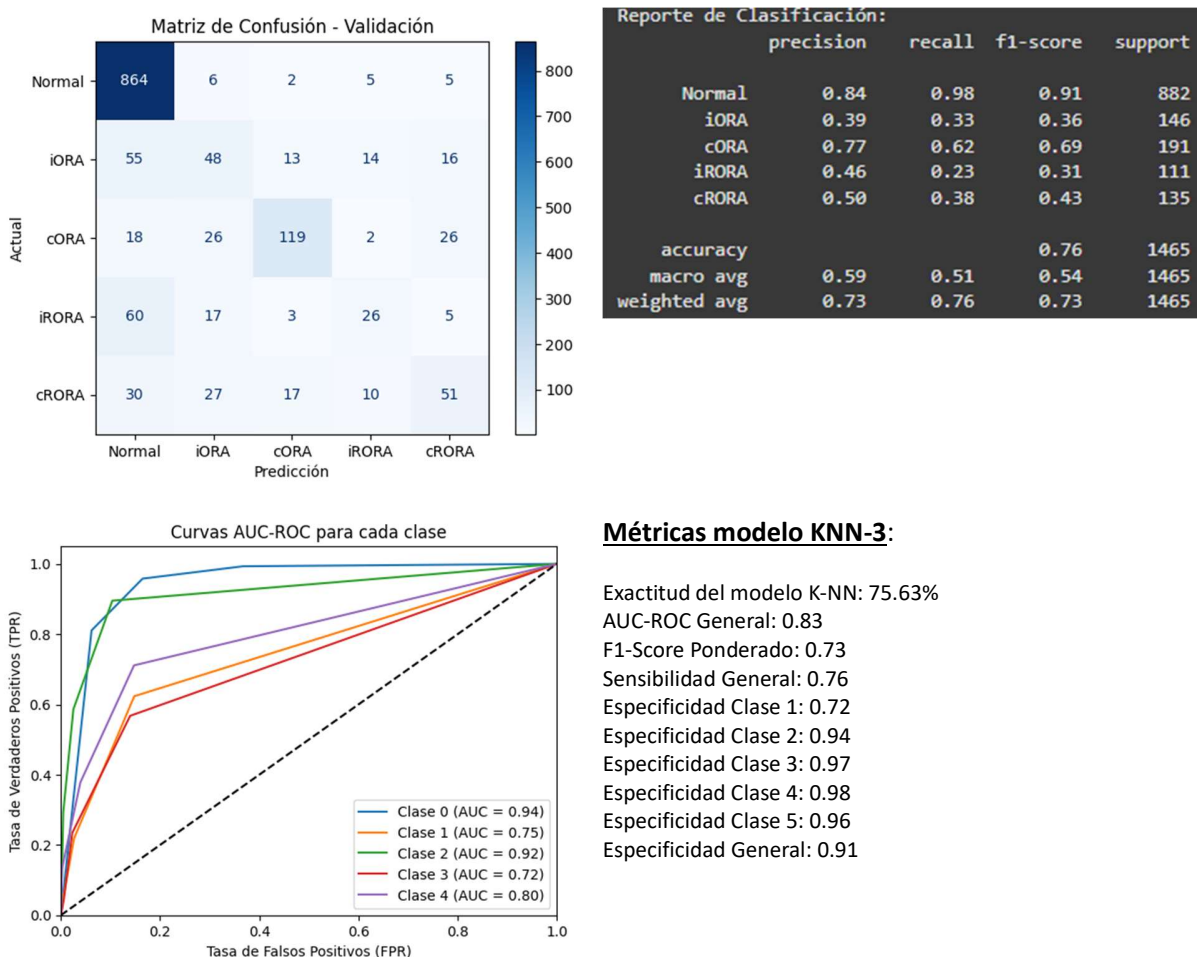 Matriz de Confusión - Validación
Normal 864 6 2 5 5
iORA 55 48 13 14 16
cORA 18 26 119 2 26
iRORA 60 17 3 26 5
cRORA 30 27 17 10 51
Normal iORA cORA iRORA cRORA
Predicción
Actual
800
700
600
500
400
300
200
100
Reporte de Clasificación:
precision recall f1-score support
Normal 0.84 0.98 0.91 882
iORA 0.39 0.33 0.36 146
cORA 0.77 0.62 0.69 191
iRORA 0.46 0.23 0.31 111
cRORA 0.50 0.38 0.43 135
accuracy 0.76 1465
macro avg 0.59 0.51 0.54 1465
weighted avg 0.73 0.76 0.73 1465
Curvas AUC-ROC para cada clase
Tasa de Verdaderos Positivos (TPR)
1.0
0.8
0.6
0.4
0.2
0.0
0.0 0.2 0.4 0.6 0.8 1.0
Tasa de Falsos Positivos (FPR)
Clase 0 (AUC = 0.94)
Clase 1 (AUC = 0.75)
Clase 2 (AUC = 0.92)
Clase 3 (AUC = 0.72)
Clase 4 (AUC = 0.80)
Métricas modelo KNN-3:
Exactitud del modelo K-NN: 75.63%
AUC-ROC General: 0.83
F1-Score Ponderado: 0.73
Sensibilidad General: 0.76
Especificidad Clase 1: 0.72
Especificidad Clase 2: 0.94
Especificidad Clase 3: 0.97
Especificidad Clase 4: 0.98
Especificidad Clase 5: 0.96
Especificidad General: 0.91